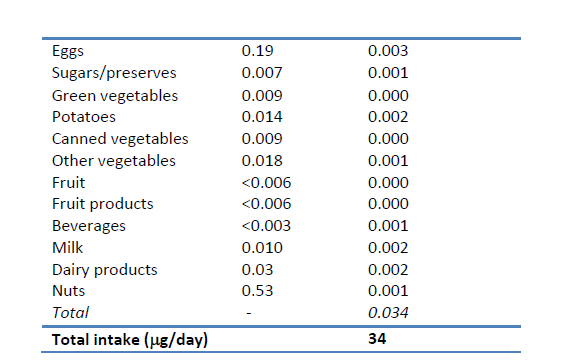 Eggs 0.19 0.003
Sugars/preserves 0.007 0.001
Green vegetables 0.009 0.000
Potatoes 0.014 0.002
Canned vegetables 0.009 0.000
Other vegetables 0.018 0.001
Fruit <0.006 0.000
Fruit products <0.006 0.000
Beverages <0.003 0.001
Milk 0.010 0.002
Dairy products 0.03 0.002
Nuts 0.53 0.001
Total - 0.034
Total intake (µg/day) 34